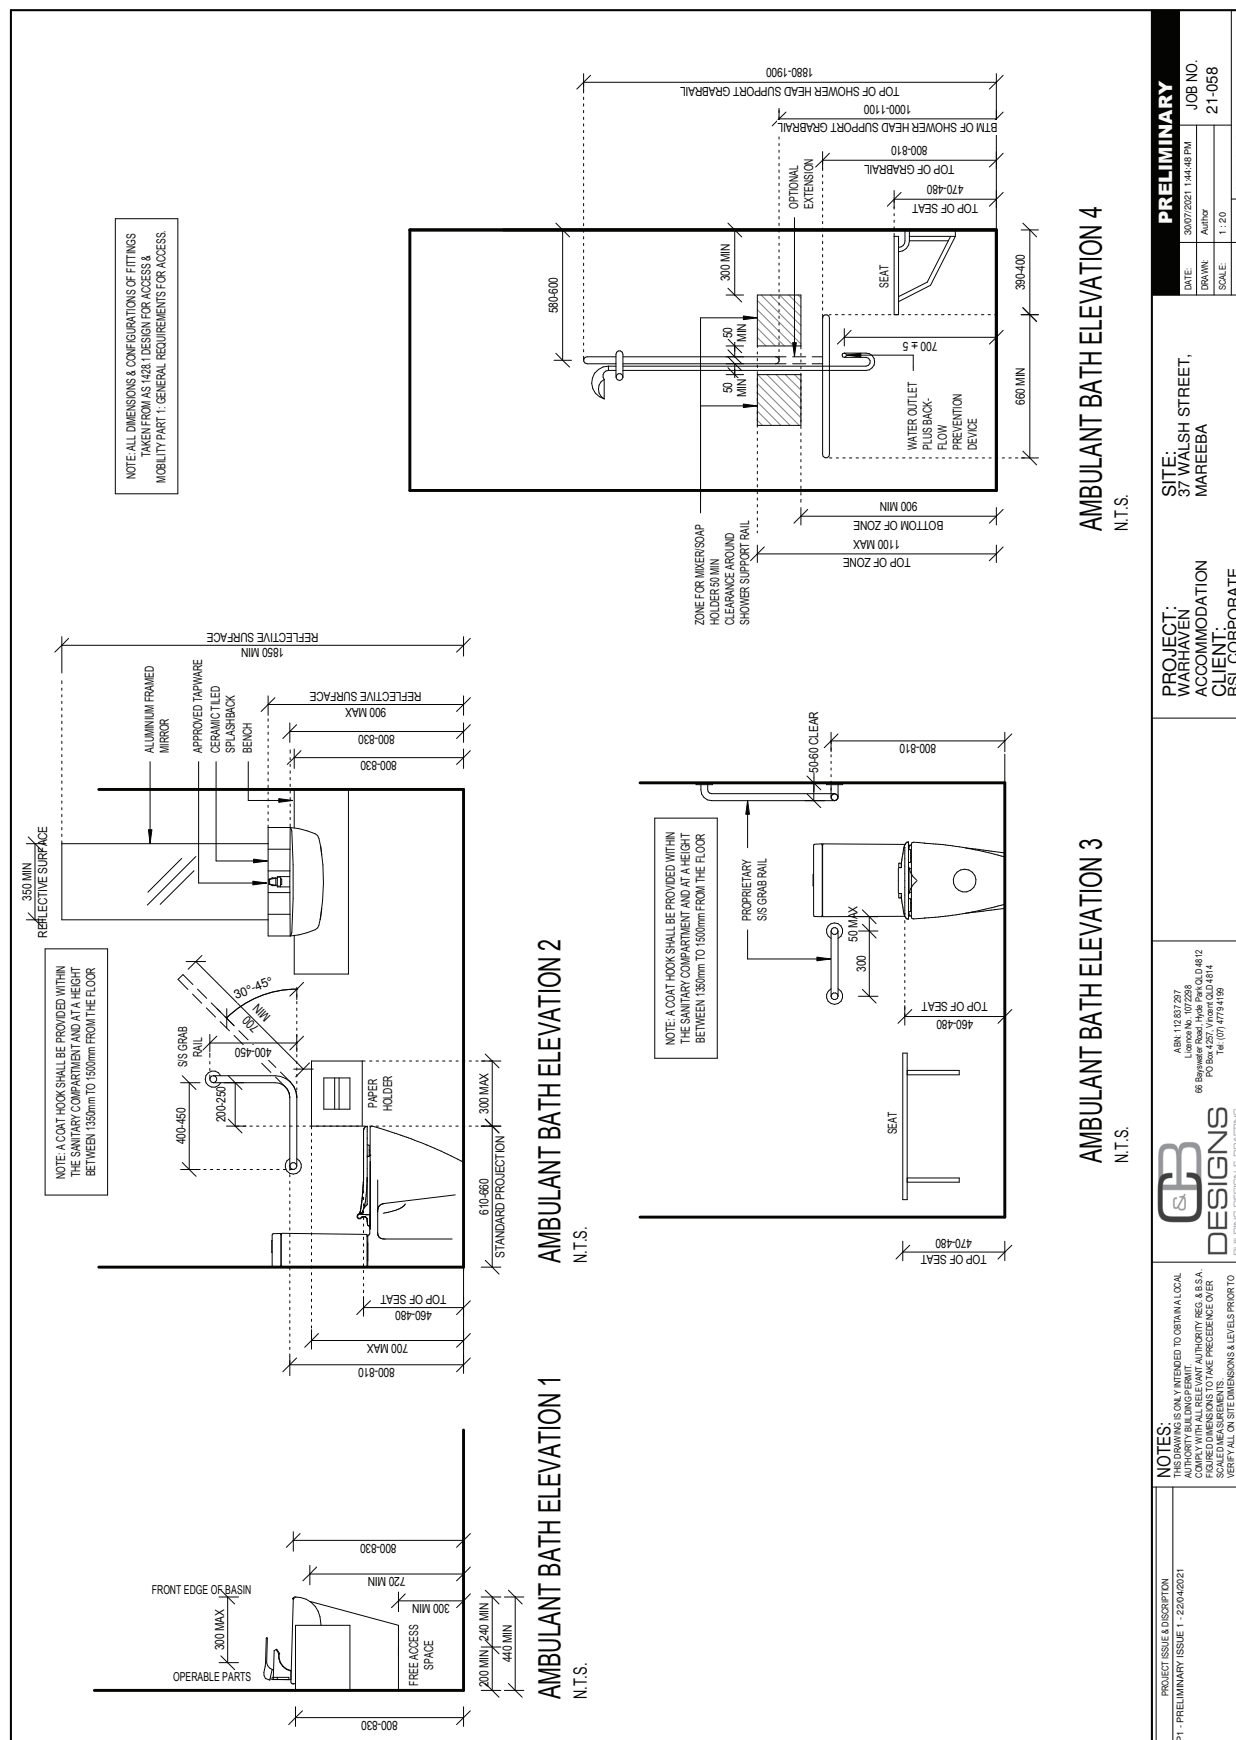 NOTE: ALL DIMENSIONS & CONFIGURATIONS OF FITTINGS
TAKEN FROM AS 1428.1 DESIGN FOR ACCESS &
MOBILITY PART 1: GENERAL REQUIREMENTS FOR ACCESS.
FRONT EDGE OF BASIN
300 MAX
OPERABLE PARTS
FREE ACCESS
SPACE
800-830
800-830
720 MIN
300 MIN
200 MIN
240 MIN
440 MIN
AMBULANT BATH ELEVATION 1
N.T.S.
NOTE: A COAT HOOK SHALL BE PROVIDED WITHIN
THE SANITARY COMPARTMENT AND AT A HEIGHT
BETWEEN 1350mm TO 1500mm FROM THE FLOOR
350 MIN
REFLECTIVE SURFACE
S/S GRAB
RAIL
400-450
200-250
400-450
700
MIN
30°-45°
PAPER
HOLDER
ALUMINIUM FRAMED
MIRROR
APPROVED TAPWARE
CERAMIC TILED
SPLASHBACK
BENCH
1850 MIN
REFLECTIVE SURFACE
900 MAX
REFLECTIVE SURFACE
800-830
800-830
800-810
700 MAX
460-480
TOP OF SEAT
610-660
STANDARD PROJECTION
300 MAX
AMBULANT BATH ELEVATION 2
N.T.S.
NOTE: A COAT HOOK SHALL BE PROVIDED WITHIN
THE SANITARY COMPARTMENT AND AT A HEIGHT
BETWEEN 1350mm TO 1500mm FROM THE FLOOR
PROPRIETARY
S/S GRAB RAIL
50-60 CLEAR
800-810
50 MAX
300
460-480
TOP OF SEAT
SEAT
470-480
TOP OF SEAT
AMBULANT BATH ELEVATION 3
N.T.S.
580-600
300 MIN
50
MIN
50
MIN
OPTIONAL
EXTENSION
ZONE FOR MIXER/SOAP
HOLDER 50 MIN
CLEARANCE AROUND
SHOWER SUPPORT RAIL
WATER OUTLET
PLUS BACK-
FLOW
PREVENTION
DEVICE
SEAT
700 ± 5
1880-1900
TOP OF SHOWER HEAD SUPPORT GRABRAIL
1000-1100
BTM OF SHOWER HEAD SUPPORT GRABRAIL
800-810
TOP OF GRABRAIL
470-480
TOP OF SEAT
900 MIN
BOTTOM OF ZONE
1100 MAX
TOP OF ZONE
660 MIN
390-400
AMBULANT BATH ELEVATION 4
N.T.S.
PROJECT ISSUE & DISCRIPTION
P1 - PRELIMINARY ISSUE 1 - 22/04/2021
NOTES:
THIS DRAWING IS ONLY INTENDED TO OBTAIN A LOCAL
AUTHORITY BUILDING PERMIT.
COMPLY WITH ALL RELEVANT AUTHORITY REG. & B.S.A.
FIGURED DIMENSIONS TO TAKE PRECEDENCE OVER
SCALED MEASUREMENTS.
VERIFY ALL ON SITE DIMENSIONS & LEVELS PRIOR TO
C&B
DESIGNS
ABN: 112 837 297
Licence No. 1072298
66 Bayswater Road, Hyde Park QLD 4812
PO Box 4257, Vincent QLD 4814
Tel: (07) 4779 4199
PROJECT:
WARHAVEN
ACCOMMODATION
CLIENT:
RSL CORPORATE
SITE:
37 WALSH STREET,
MAREEBA
PRELIMINARY
DATE: 30/07/2021 1:44:48 PM
DRAWN: Author
SCALE: 1 : 20
JOB NO.
21-058